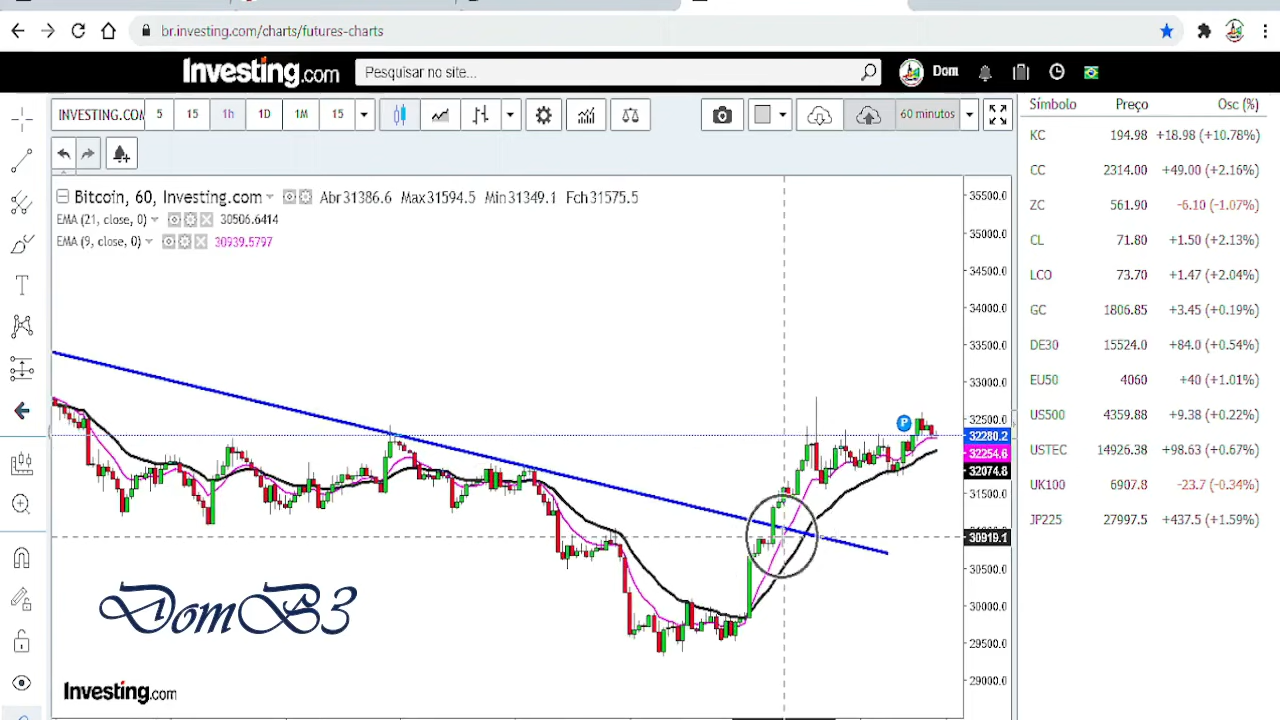 br.investing.com/charts/futures-charts
Investing.com
Pesquisar no site...
Dom
INVESTING.COM 5 15 1h 1D 1M 15
60 minutos
Símbolo Preço Osc (%)
KC 194.98 +18.98 (+10.78%)
CC 2314.00 +49.00 (+2.16%)
ZC 561.90 -6.10 (-1.07%)
CL 71.80 +1.50 (+2.13%)
LCO 73.70 +1.47 (+2.04%)
GC 1806.85 +3.45 (+0.19%)
DE30 15524.0 +84.0 (+0.54%)
EU50 4060 +40 (+1.01%)
US500 4359.88 +9.38 (+0.22%)
USTEC 14926.38 +98.63 (+0.67%)
UK100 6907.8 -23.7 (-0.34%)
JP225 27997.5 +437.5 (+1.59%)
Bitcoin, 60, Investing.com Abr31386.6 Max31594.5 Min31349.1 Fch31575.5
EMA (21, close, 0) 30506.6414
EMA (9, close, 0) 30939.5797
35500.0
35000.0
34500.0
34000.0
33500.0
33000.0
32500.0
32280.2
32254.6
32074.8
31500.0
30919.1
30500.0
30000.0
29500.0
29000.0
P
DomB3
Investing.com